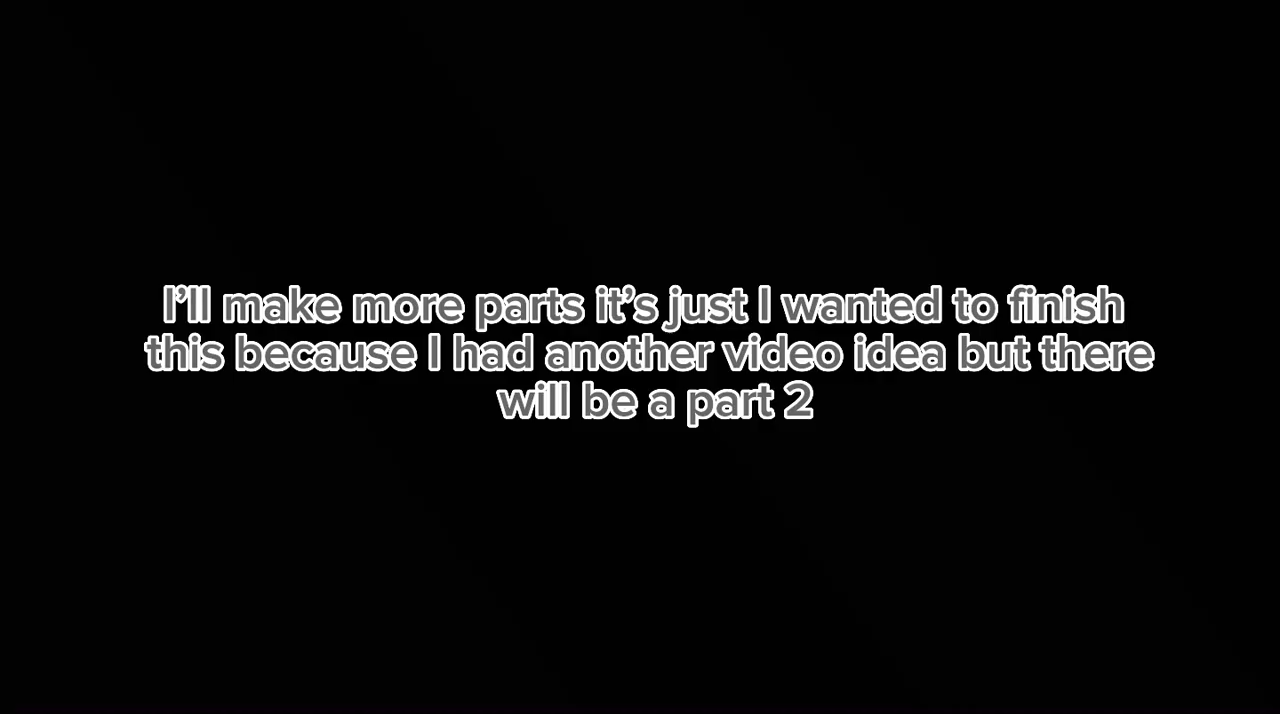 I’ll make more parts it’s just I wanted to finish
this because I had another video idea but there
will be a part 2